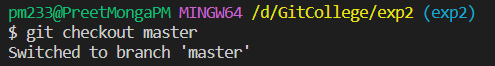 pm233@PreetMongaPM MINGW64 /d/GitCollege/exp2 (exp2)
$ git checkout master
Switched to branch 'master'